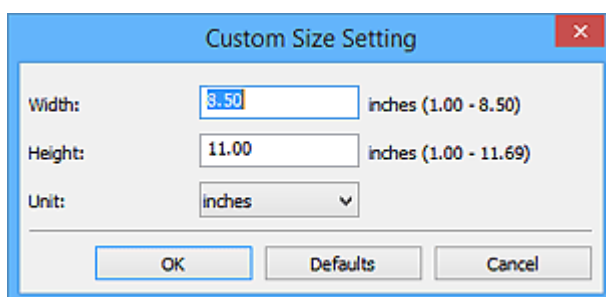 Custom Size Setting
Width: 8.50 inches (1.00 - 8.50)
Height: 11.00 inches (1.00 - 11.69)
Unit: inches
OK Defaults Cancel